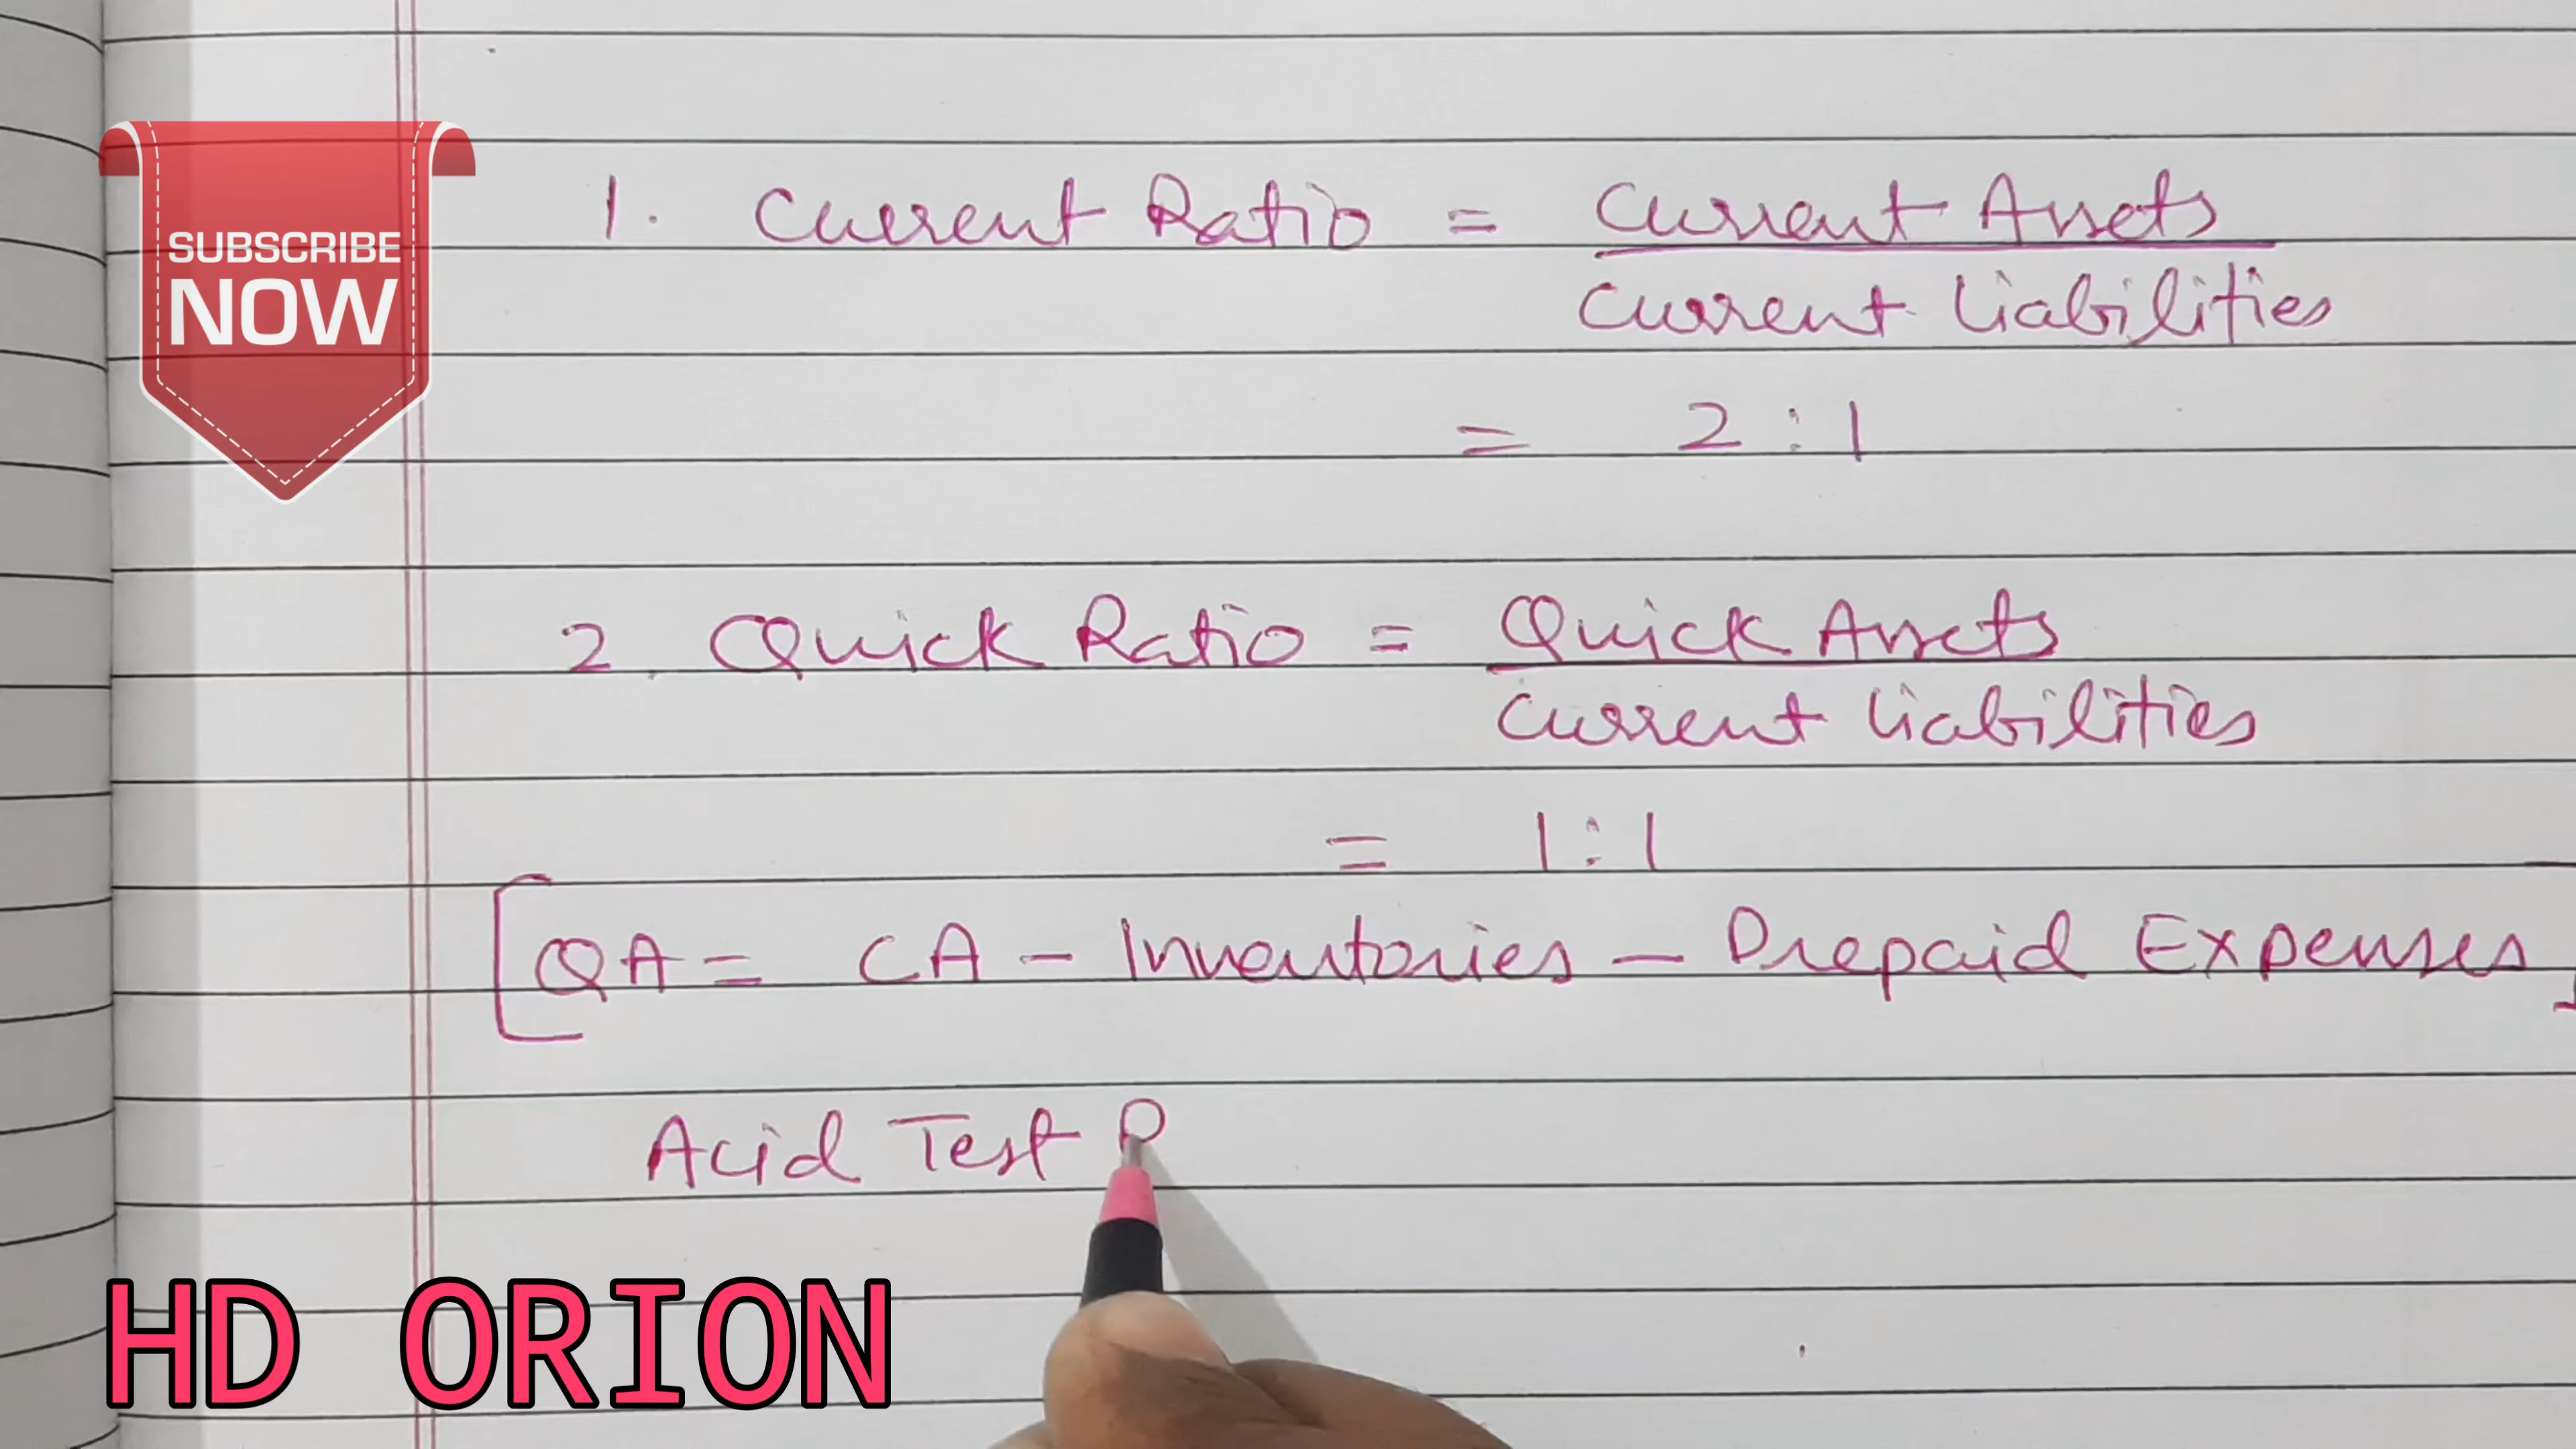 SUBSCRIBE
NOW
1. Current Ratio = Current Assets
Current Liabilities
= 2 : 1
2. Quick Ratio = Quick Assets
Current Liabilities
= 1 : 1
[QA = CA - Inventories - Prepaid Expenses]
Acid Test R
HD ORION